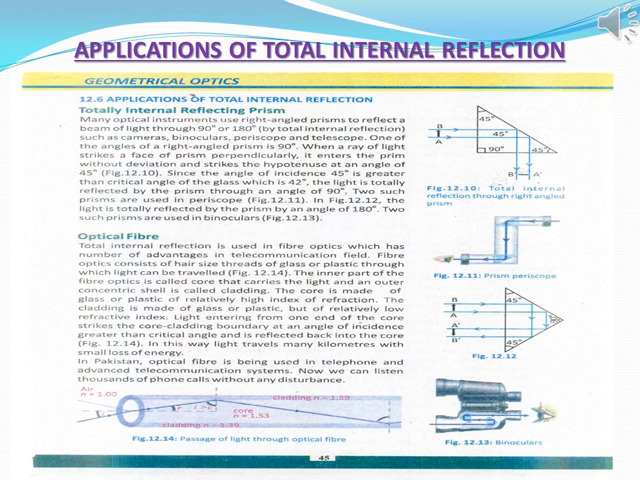 APPLICATIONS OF TOTAL INTERNAL REFLECTION
GEOMETRICAL OPTICS
12.6 APPLICATIONS OF TOTAL INTERNAL REFLECTION
Totally Internal Reflecting Prism
Many optical instruments use right-angled prisms to reflect a
beam of light through 90° or 180° (by total internal reflection)
such as cameras, binoculars, periscope and telescope. One of
the angles of a right-angled prism is 90°. When a ray of light
strikes a face of prism perpendicularly, it enters the prim
without deviation and strikes the hypotenuse at an angle of
45° (Fig.12.10). Since the angle of incidence 45° is greater
than critical angle of the glass which is 42°, the light is totally
reflected by the prism through an angle of 90°. Two such
prisms are used in periscope (Fig.12.11). In Fig.12.12, the
light is totally reflected by the prism by an angle of 180°. Two
such prisms are used in binoculars (Fig.12.13).
Optical Fibre
Total internal reflection is used in fibre optics which has
number of advantages in telecommunication field. Fibre
optics consists of hair size threads of glass or plastic through
which light can be travelled (Fig. 12.14). The inner part of the
fibre optics is called core that carries the light and an outer
concentric shell is called cladding. The core is made of
glass or plastic of relatively high index of refraction. The
cladding is made of glass or plastic, but of relatively low
refractive index. Light entering from one end of the core
strikes the core-cladding boundary at an angle of incidence
greater than critical angle and is reflected back into the core
(Fig. 12.14). In this way light travels many kilometres with
small loss of energy.
In Pakistan, optical fibre is being used in telephone and
advanced telecommunication systems. Now we can listen
thousands of phone calls without any disturbance.
Air
n = 1.00
cladding n = 1.39
core
n = 1.53
cladding n = 1.39
Fig.12.14: Passage of light through optical fibre
45°
B
45°
A
90°
45°
B' A'
Fig.12.10: Total internal
reflection through right angled
prism
Fig. 12.11: Prism periscope
B
45°
A
A'
B'
45°
Fig. 12.12
Fig. 12.13: Binoculars
45